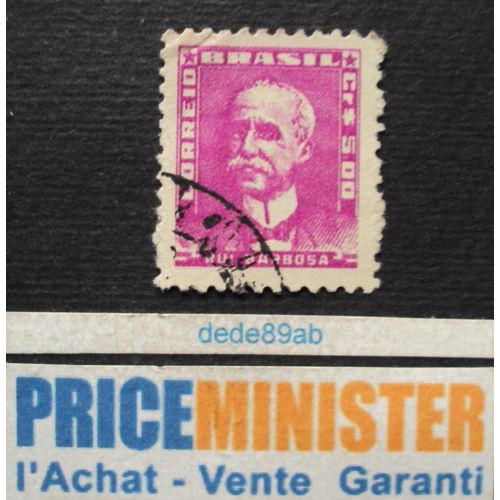 BRASIL
CORREIO
Cr$5.00
RUI BARBOSA
dede89ab
PRICEMINISTER
l'Achat - Vente Garanti